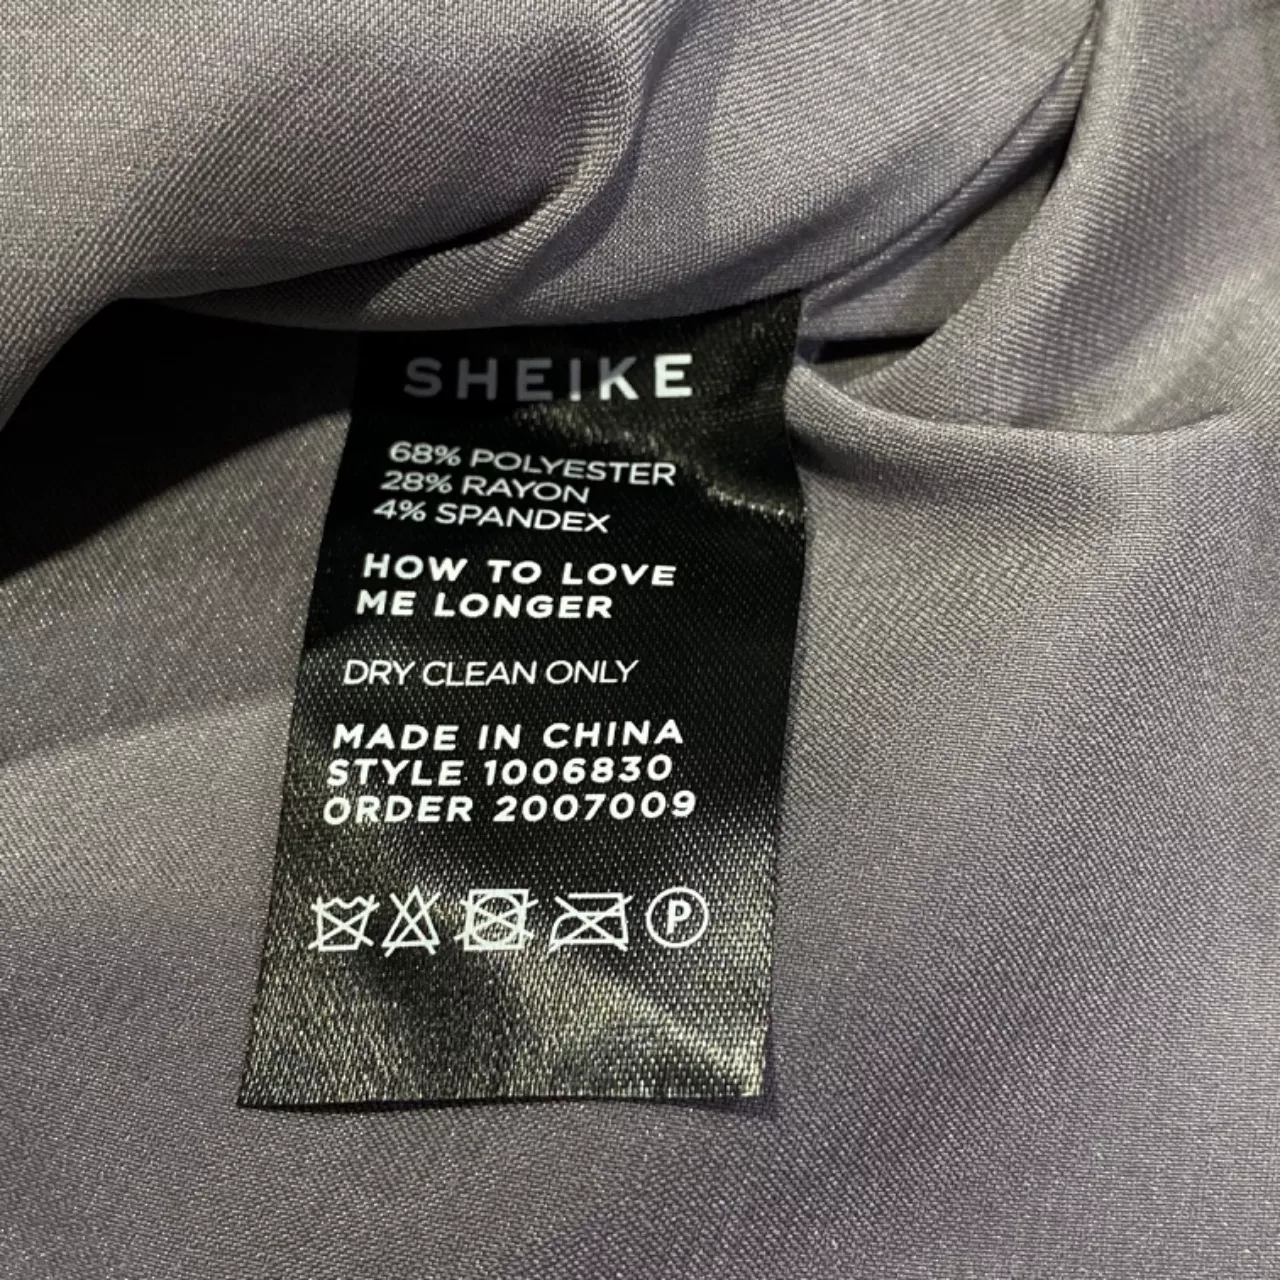 SHEIKE
68% POLYESTER
28% RAYON
4% SPANDEX
HOW TO LOVE
ME LONGER
DRY CLEAN ONLY
MADE IN CHINA
STYLE 1006830
ORDER 2007009
P